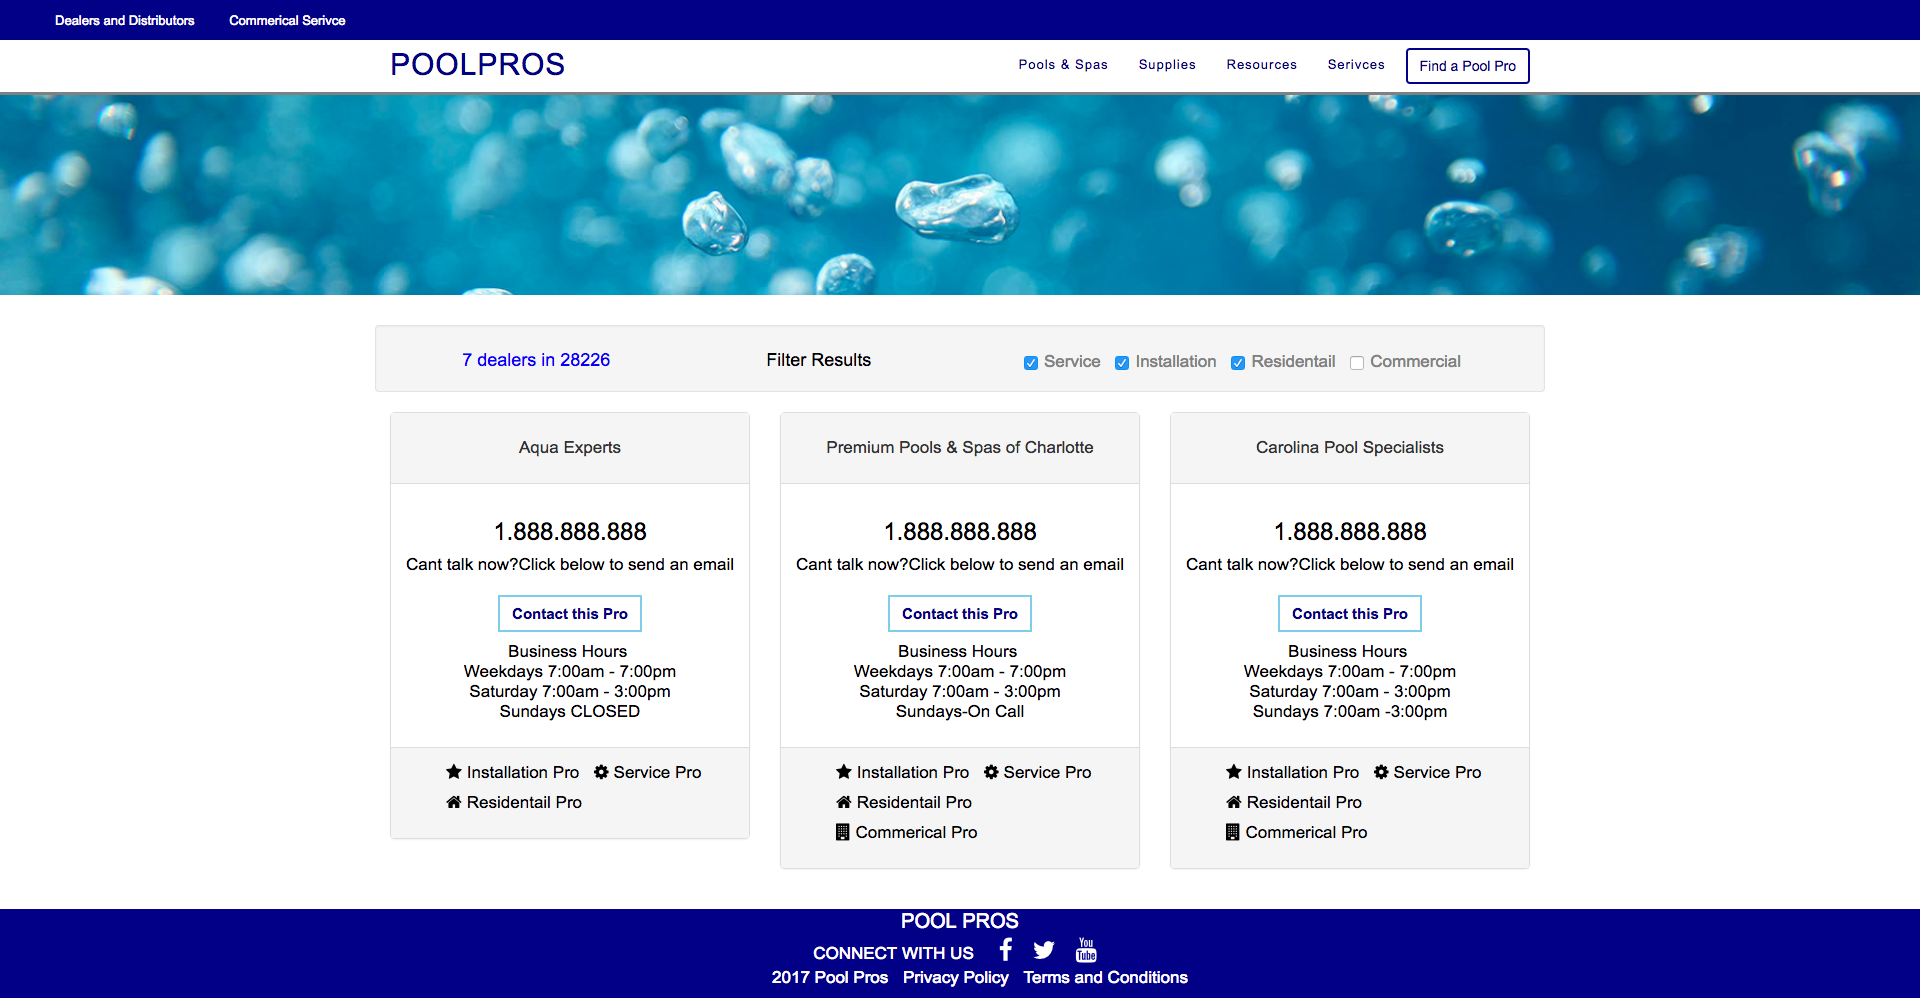 Dealers and Distributors Commerical Serivce
POOLPROS Pools & Spas Supplies Resources Serivces Find a Pool Pro
7 dealers in 28226 Filter Results Service Installation Residentail Commercial
Aqua Experts
1.888.888.888
Cant talk now?Click below to send an email
Contact this Pro
Business Hours
Weekdays 7:00am - 7:00pm
Saturday 7:00am - 3:00pm
Sundays CLOSED
Installation Pro Service Pro
Residentail Pro
Premium Pools & Spas of Charlotte
1.888.888.888
Cant talk now?Click below to send an email
Contact this Pro
Business Hours
Weekdays 7:00am - 7:00pm
Saturday 7:00am - 3:00pm
Sundays-On Call
Installation Pro Service Pro
Residentail Pro
Commerical Pro
Carolina Pool Specialists
1.888.888.888
Cant talk now?Click below to send an email
Contact this Pro
Business Hours
Weekdays 7:00am - 7:00pm
Saturday 7:00am - 3:00pm
Sundays 7:00am -3:00pm
Installation Pro Service Pro
Residentail Pro
Commerical Pro
POOL PROS
CONNECT WITH US You Tube
2017 Pool Pros Privacy Policy Terms and Conditions